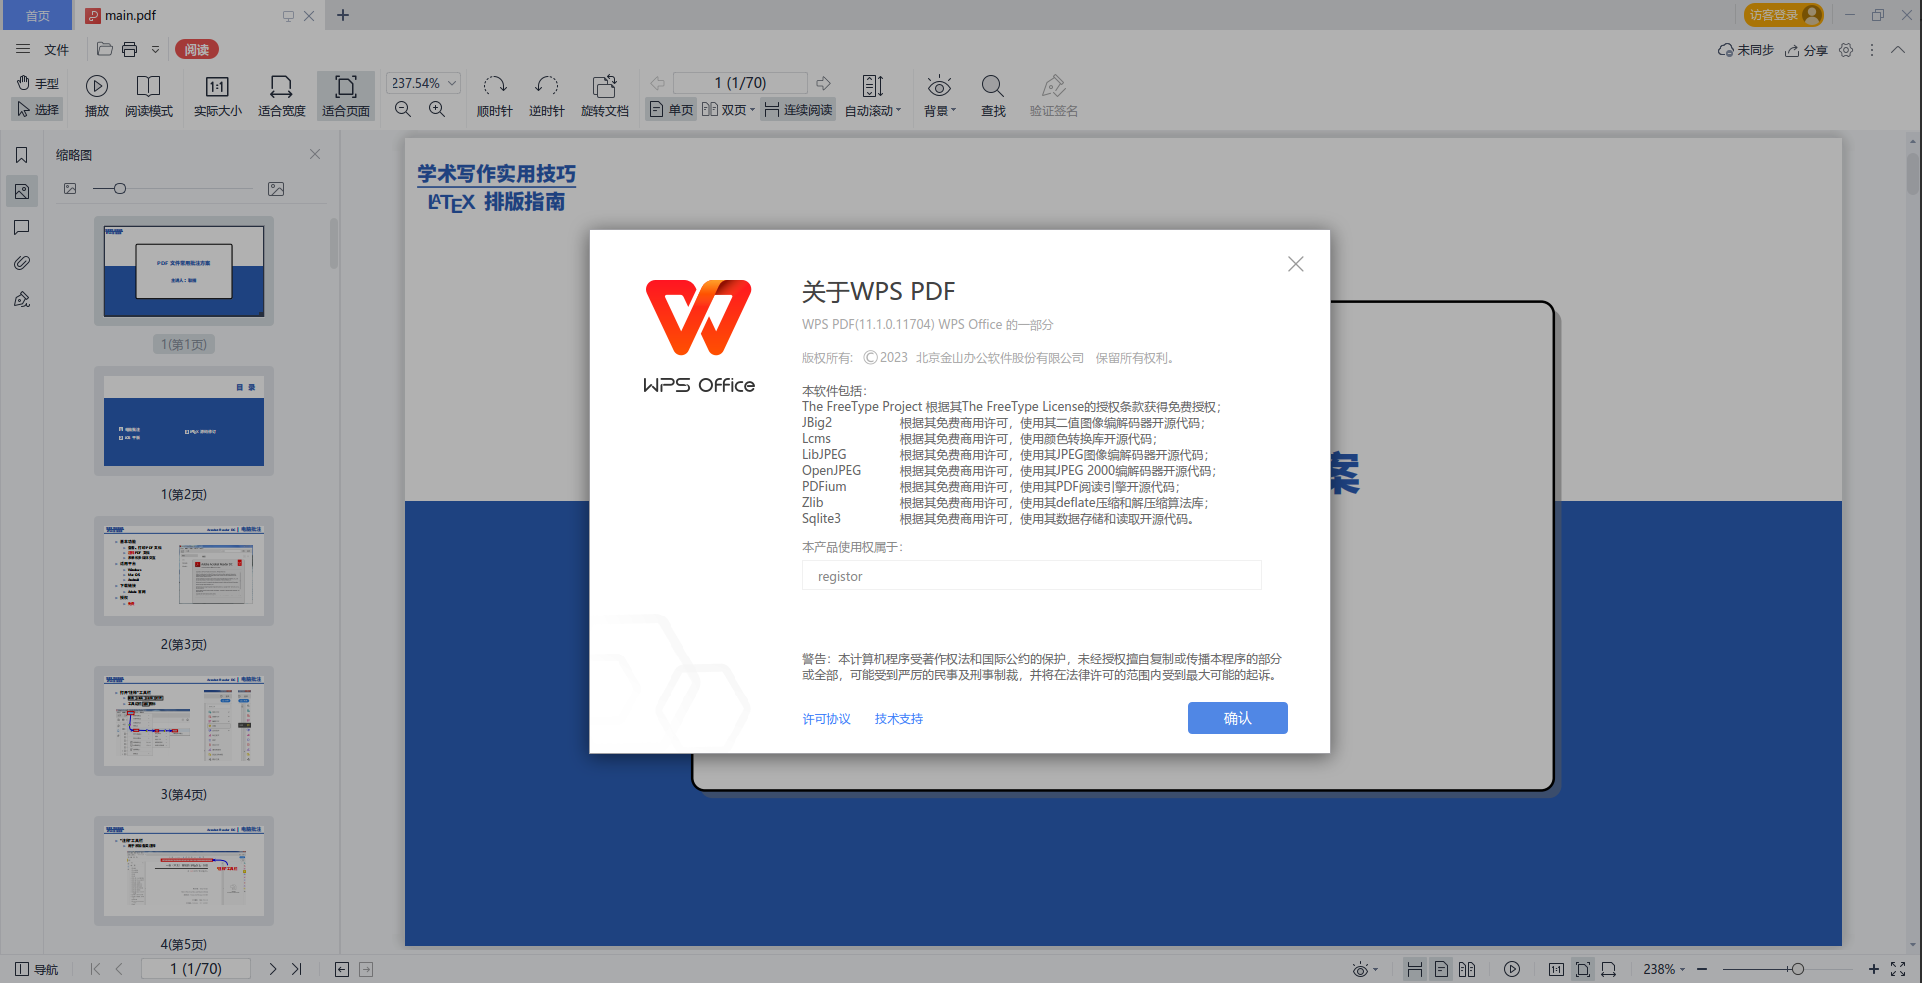 首页
main.pdf
访客登录
文件
阅读
未同步
分享
手型
选择
播放
阅读模式
1:1
实际大小
适合宽度
适合页面
237.54%
顺时针
逆时针
旋转文档
1 (1/70)
单页
双页
连续阅读
自动滚动
背景
查找
验证签名
缩略图
PDF 文件常用批注方案
1(第1页)
目 录
1(第2页)
2(第3页)
3(第4页)
4(第5页)
学术写作实用技巧
LATEX 排版指南
案
WPS Office
关于WPS PDF
WPS PDF(11.1.0.11704) WPS Office 的一部分
版权所有: ©2023 北京金山办公软件股份有限公司 保留所有权利。
本软件包括:
The FreeType Project 根据其The FreeType License的授权条款获得免费授权；
JBig2 根据其免费商用许可，使用其二值图像编解码器开源代码；
Lcms 根据其免费商用许可，使用颜色转换库开源代码；
LibJPEG 根据其免费商用许可，使用其JPEG图像编解码器开源代码；
OpenJPEG 根据其免费商用许可，使用其JPEG 2000编解码器开源代码；
PDFium 根据其免费商用许可，使用其PDF阅读引擎开源代码；
Zlib 根据其免费商用许可，使用其deflate压缩和解压缩算法库；
Sqlite3 根据其免费商用许可，使用其数据存储和读取开源代码。
本产品使用权属于:
registor
警告：本计算机程序受著作权法和国际公约的保护，未经授权擅自复制或传播本程序的部分
或全部，可能受到严厉的民事及刑事制裁，并将在法律许可的范围内受到最大可能的起诉。
许可协议
技术支持
确认
导航
1 (1/70)
1:1
238%